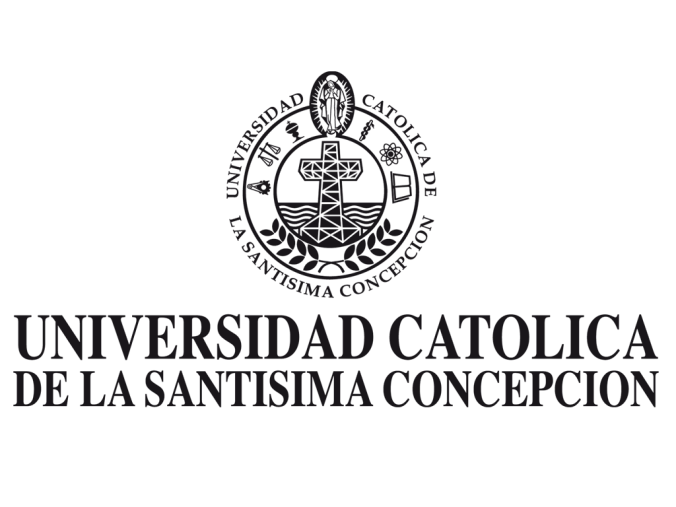 UNIVERSIDAD CATOLICA DE
LA SANTISIMA CONCEPCION
UNIVERSIDAD CATOLICA
DE LA SANTISIMA CONCEPCION